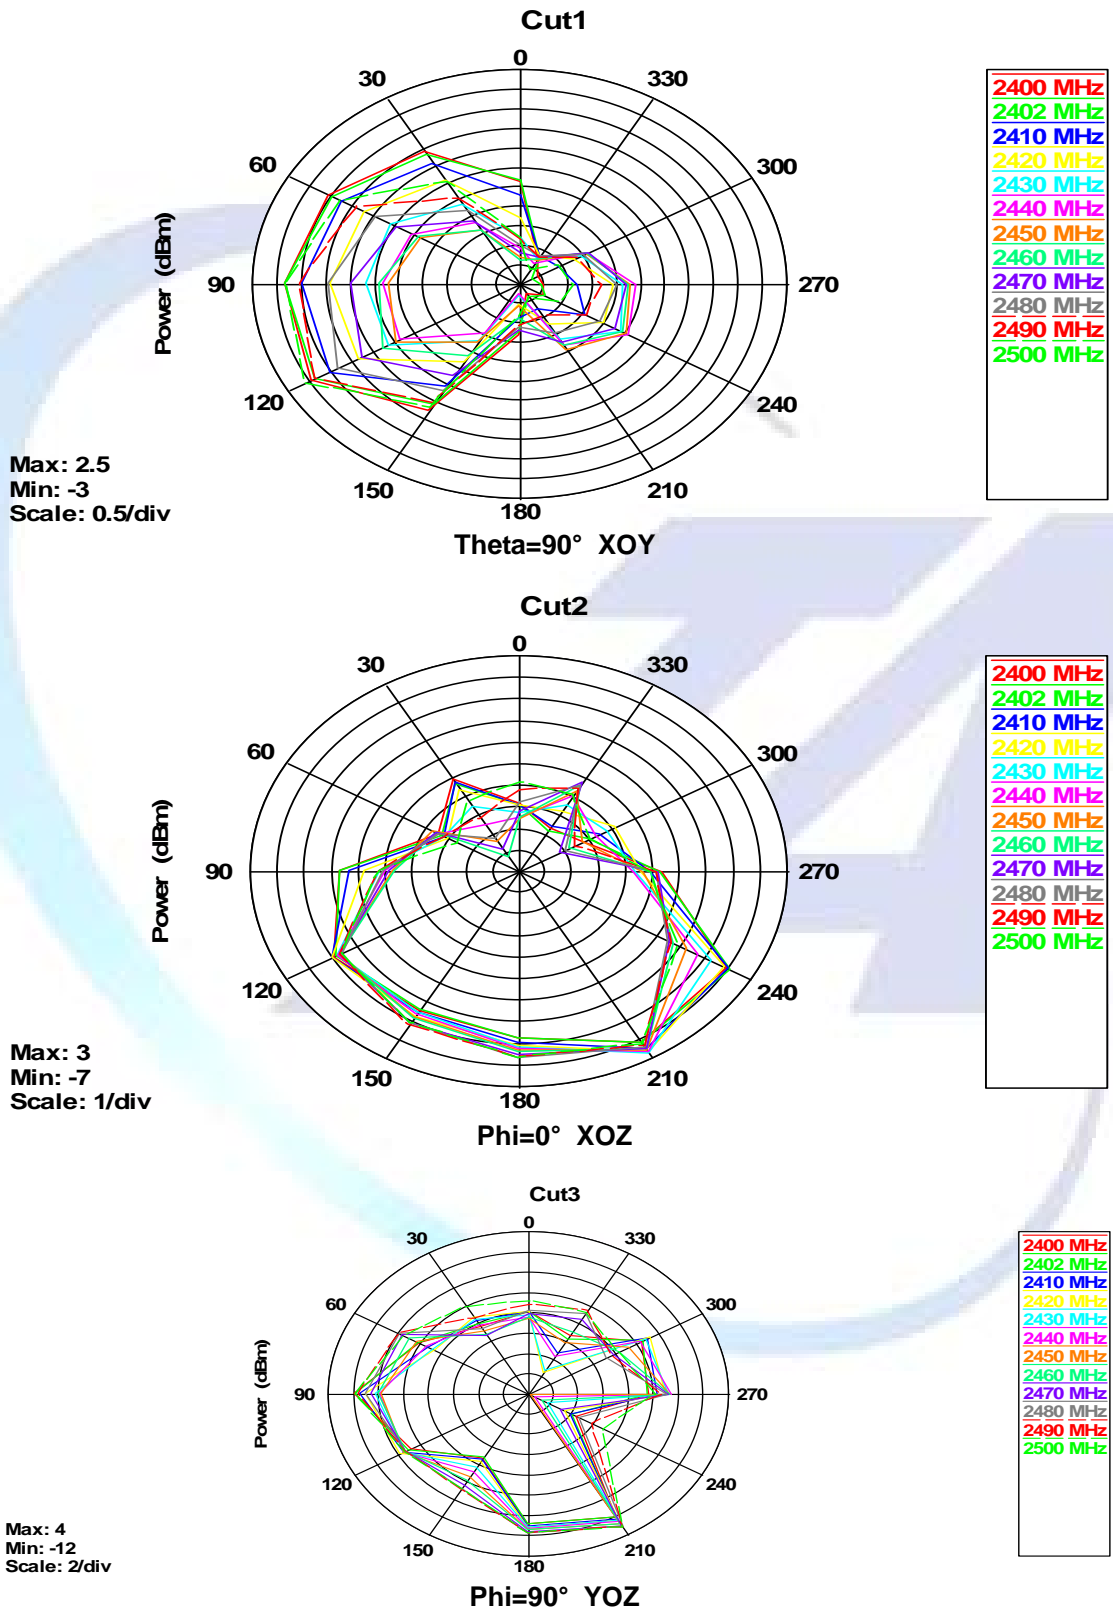 Cut1
0
30
330
60
300
90
270
120
240
150
210
180
Power (dBm)
Max: 2.5
Min: -3
Scale: 0.5/div
Theta=90° XOY
2400 MHz
2402 MHz
2410 MHz
2420 MHz
2430 MHz
2440 MHz
2450 MHz
2460 MHz
2470 MHz
2480 MHz
2490 MHz
2500 MHz
Cut2
0
30
330
60
300
90
270
120
240
150
210
180
Power (dBm)
Max: 3
Min: -7
Scale: 1/div
Phi=0° XOZ
2400 MHz
2402 MHz
2410 MHz
2420 MHz
2430 MHz
2440 MHz
2450 MHz
2460 MHz
2470 MHz
2480 MHz
2490 MHz
2500 MHz
Cut3
0
30
330
60
300
90
270
120
240
150
210
180
Power (dBm)
Max: 4
Min: -12
Scale: 2/div
Phi=90° YOZ
2400 MHz
2402 MHz
2410 MHz
2420 MHz
2430 MHz
2440 MHz
2450 MHz
2460 MHz
2470 MHz
2480 MHz
2490 MHz
2500 MHz